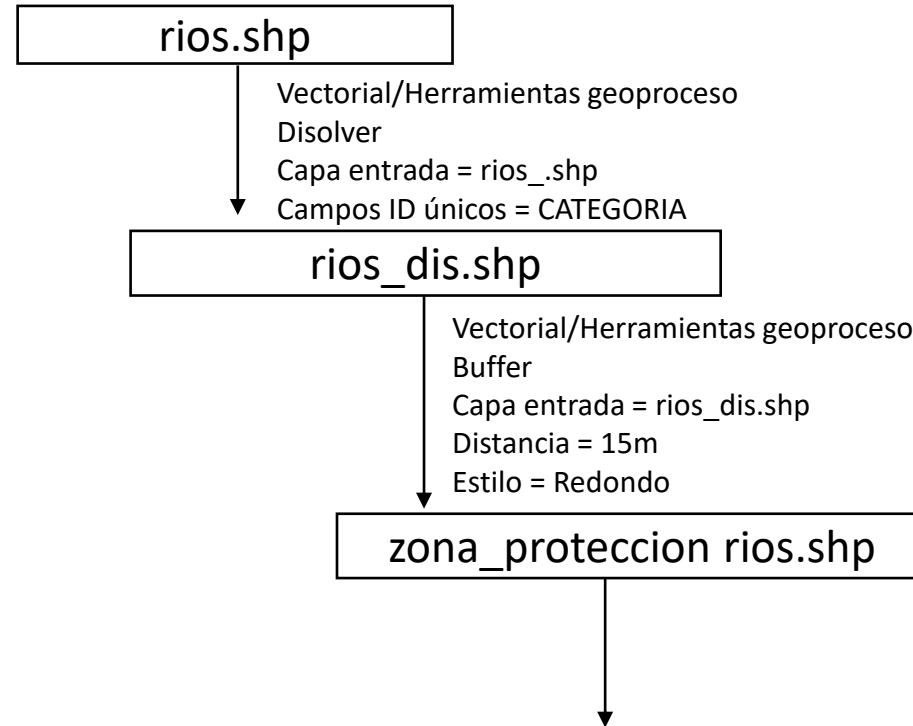 rios.shp
Vectorial/Herramientas geoproceso
Disolver
Capa entrada = rios_.shp
Campos ID únicos = CATEGORIA
rios_dis.shp
Vectorial/Herramientas geoproceso
Buffer
Capa entrada = rios_dis.shp
Distancia = 15m
Estilo = Redondo
zona_proteccion rios.shp